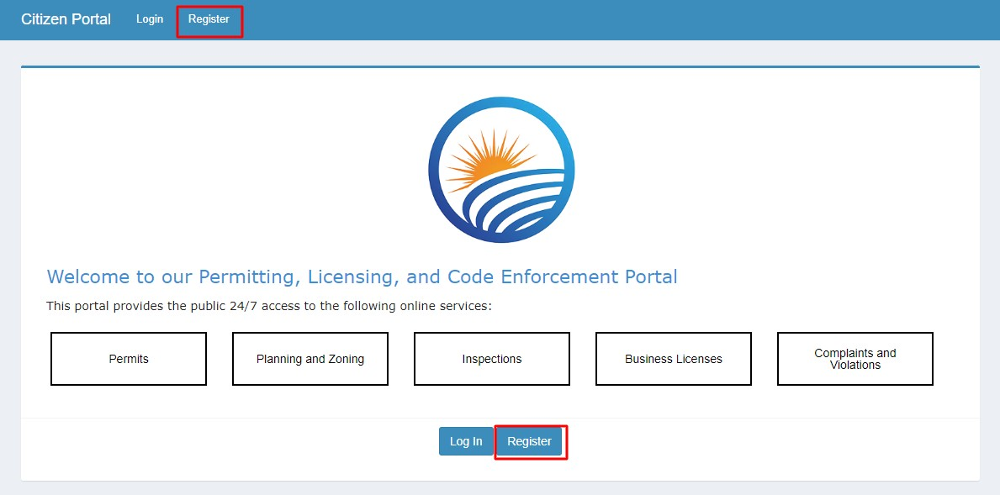 Citizen Portal Login Register
Welcome to our Permitting, Licensing, and Code Enforcement Portal
This portal provides the public 24/7 access to the following online services:
Permits
Planning and Zoning
Inspections
Business Licenses
Complaints and
Violations
Log In Register